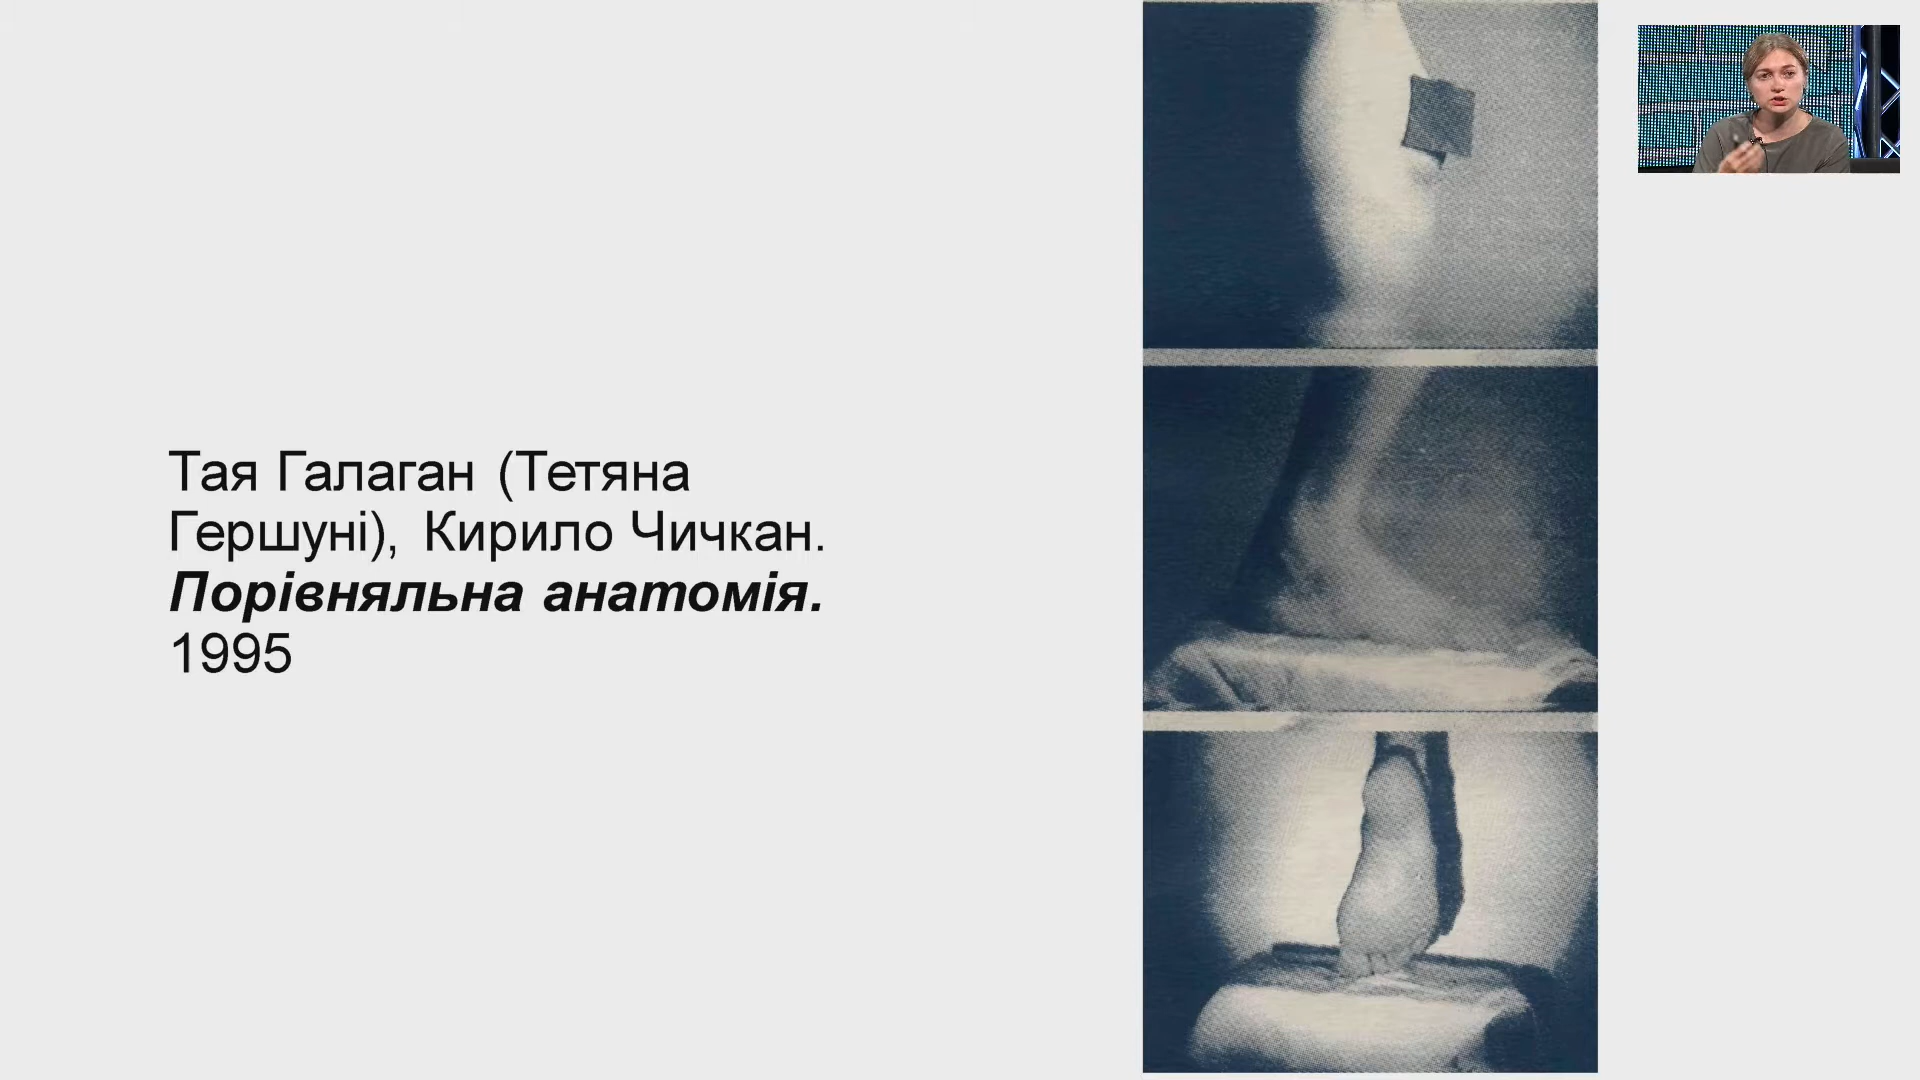 Тая Галаган (Тетяна
Гершуні), Кирило Чичкан.
Порівняльна анатомія.
1995